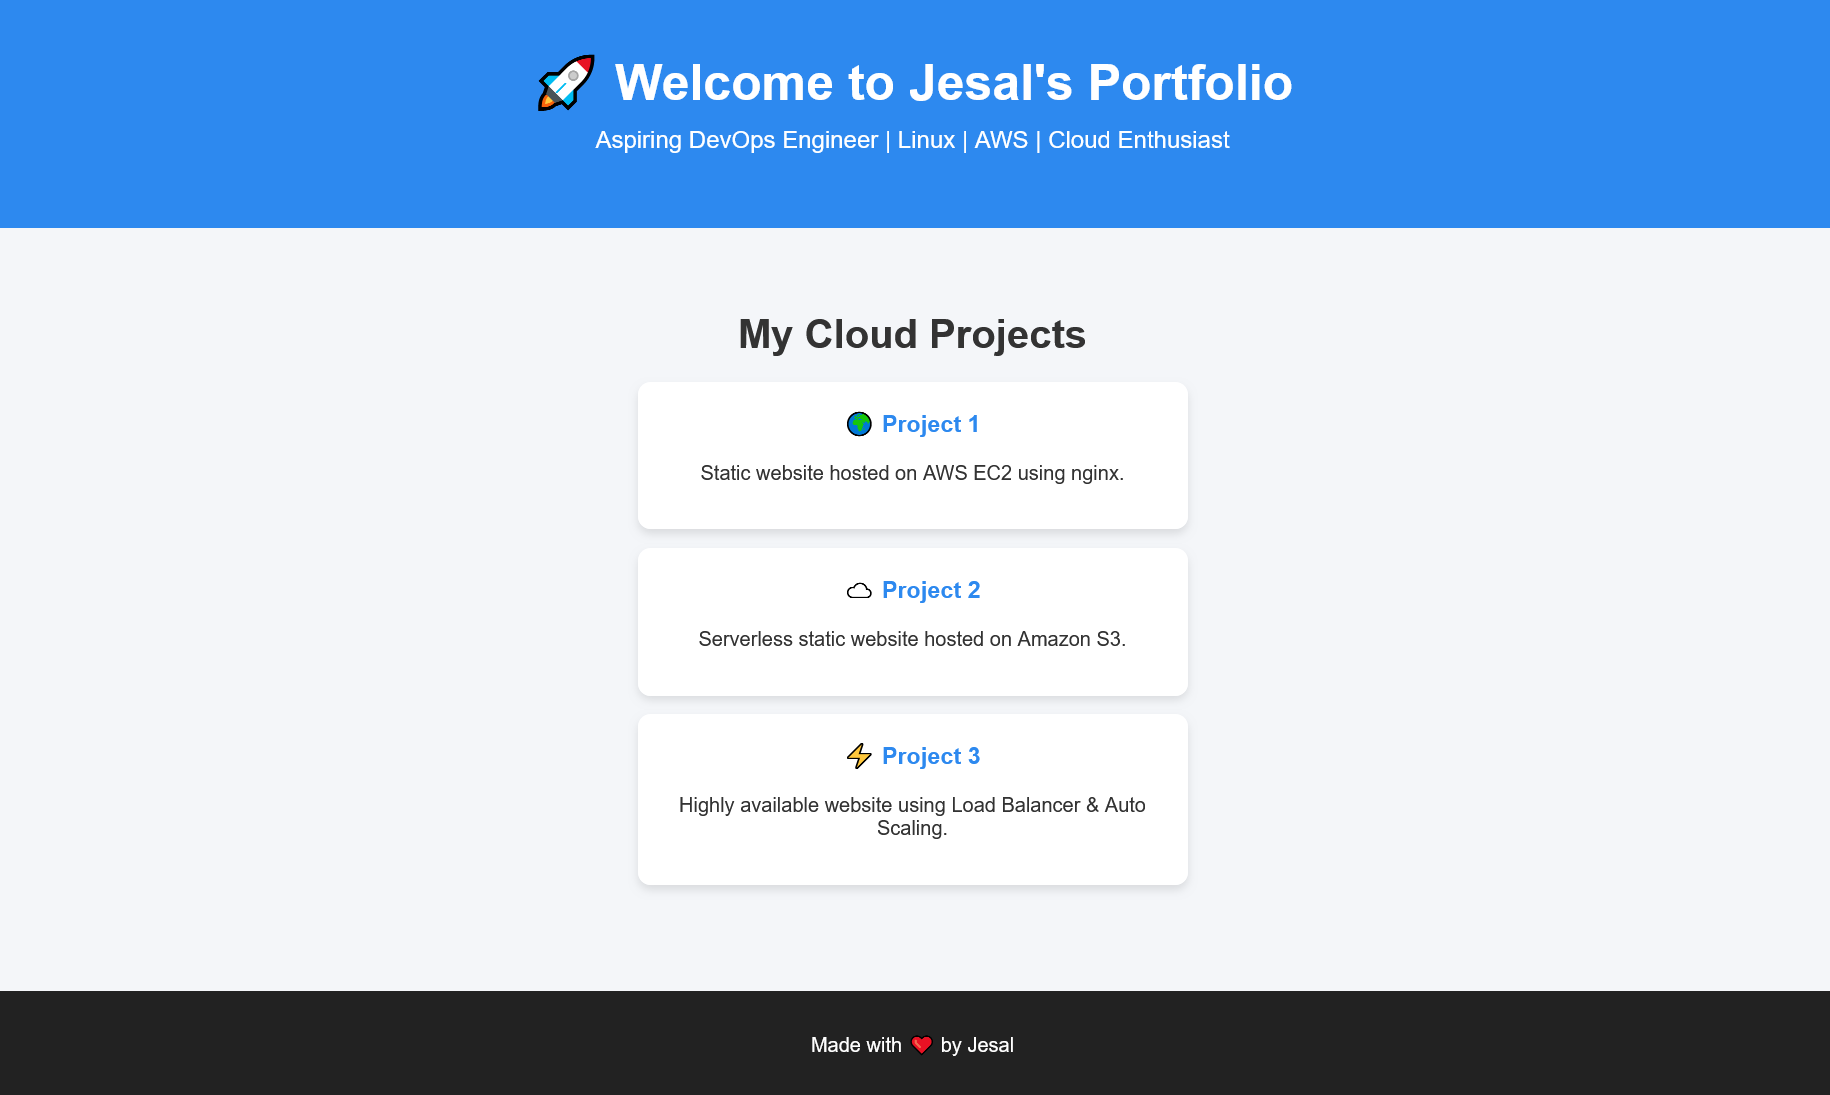 🚀 Welcome to Jesal's Portfolio
Aspiring DevOps Engineer | Linux | AWS | Cloud Enthusiast
My Cloud Projects
🌍 Project 1
Static website hosted on AWS EC2 using nginx.
☁ Project 2
Serverless static website hosted on Amazon S3.
⚡ Project 3
Highly available website using Load Balancer & Auto
Scaling.
Made with ❤ by Jesal